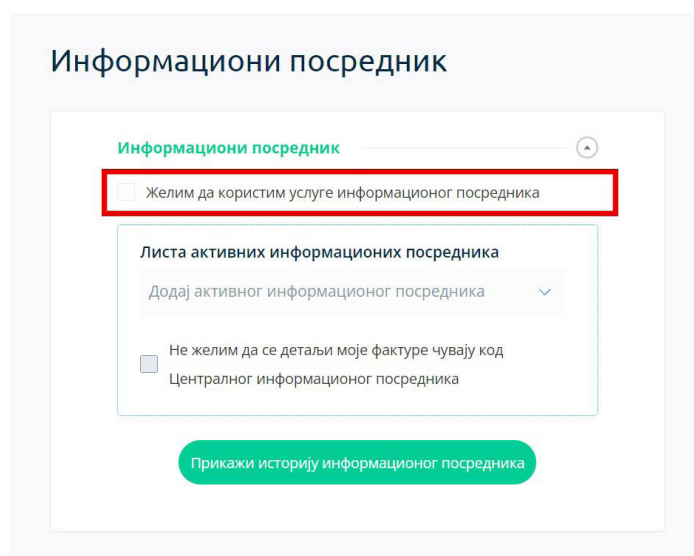 Информациони посредник
Информациони посредник
Желим да користим услуге информационог посредника
Листа активних информационих посредника
Додај активног информационог посредника
Не желим да се детаљи моје фактуре чувају код
Централног информационог посредника
Прикажи историју информационог посредника